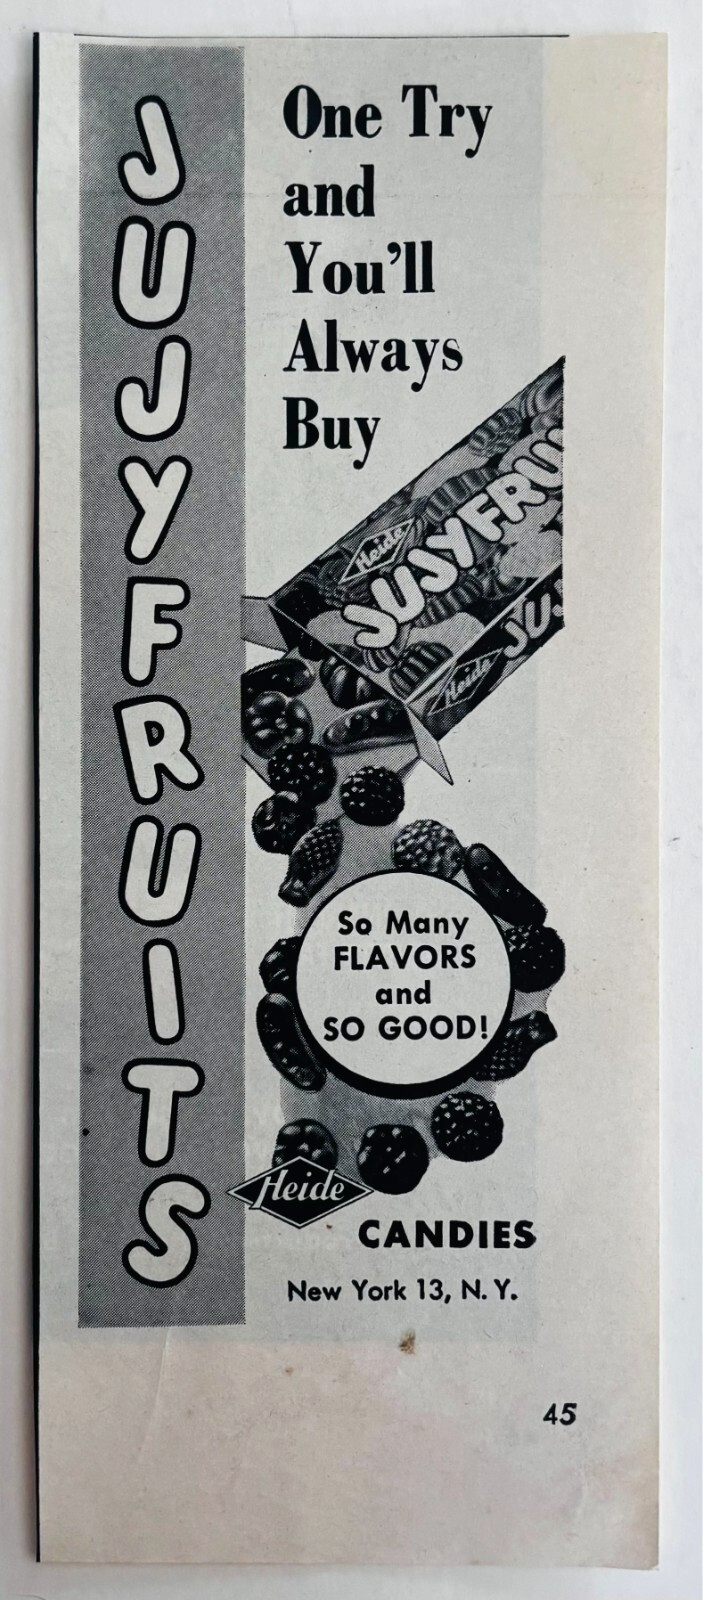 JUJYFRUITS
One Try
and
You'll
Always
Buy
Heide
JUJYFRU
Heide
JUJ
So Many
FLAVORS
and
SO GOOD!
Heide
CANDIES
New York 13, N. Y.
45